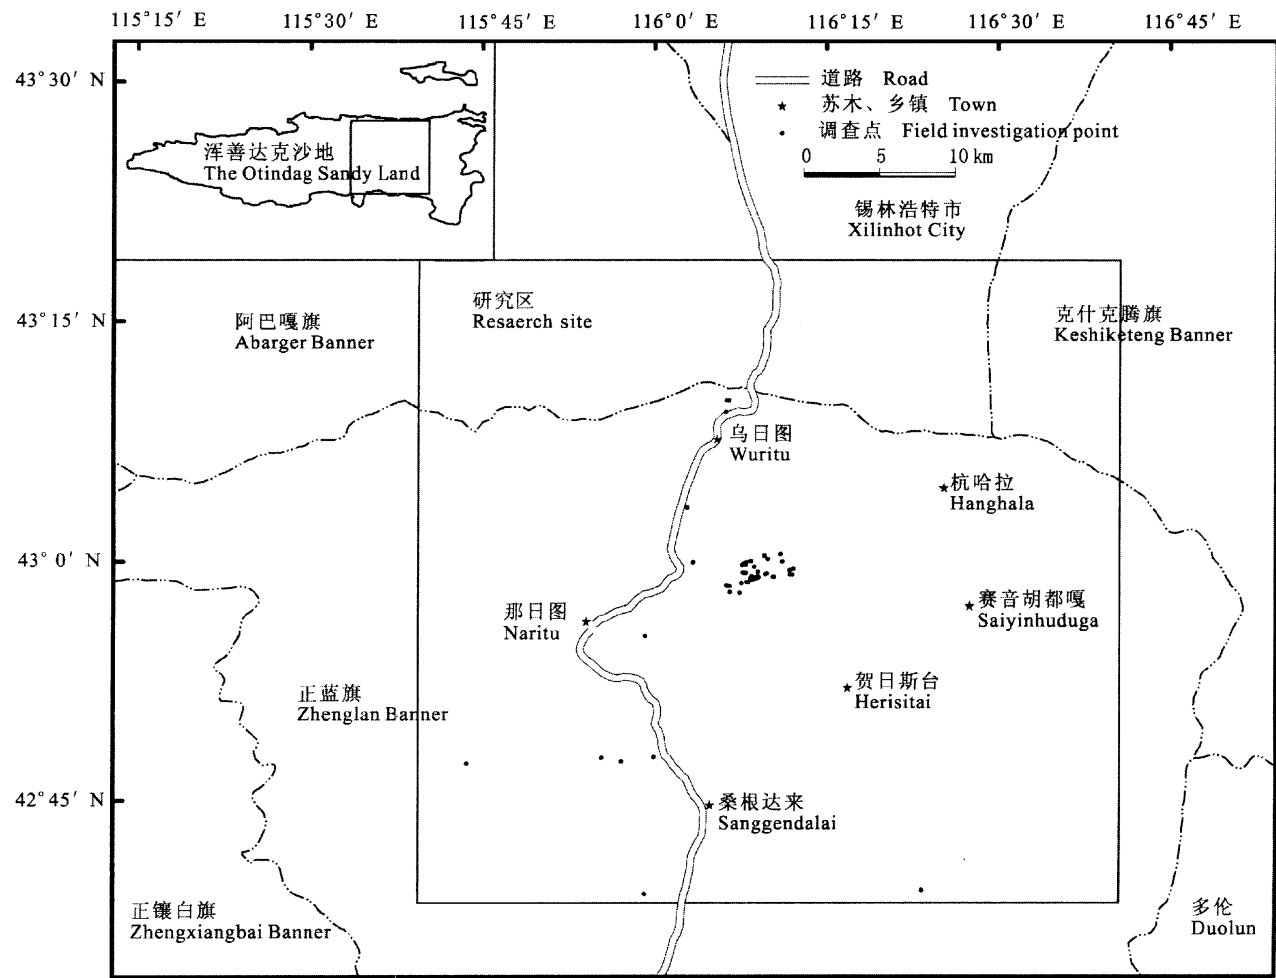 115°15′ E 115°30′ E 115°45′ E 116°0′ E 116°15′ E 116°30′ E 116°45′ E
43°30′ N
道路 Road
苏木、乡镇 Town
调查点 Field investigation point
0 5 10 km
浑善达克沙地
The Otindag Sandy Land
锡林浩特市
Xilinhot City
43°15′ N
研究区
Resaerch site
阿巴嘎旗
Abarger Banner
克什克腾旗
Keshiketeng Banner
乌日图
Wuritu
杭哈拉
Hanghala
43°0′ N
那日图
Naritu
赛音胡都嘎
Saiyinhuduga
贺日斯台
Herisitai
正蓝旗
Zhenglan Banner
42°45′ N
桑根达来
Sanggendalai
正镶白旗
Zhengxiangbai Banner
多伦
Duolun